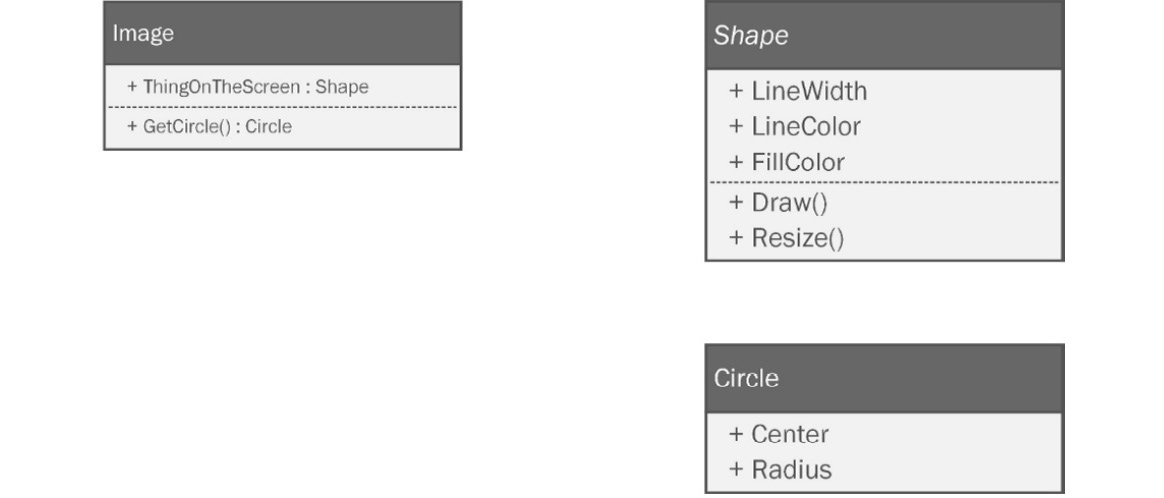 Image
+ ThingOnTheScreen : Shape
+ GetCircle() : Circle
Shape
+ LineWidth
+ LineColor
+ FillColor
+ Draw()
+ Resize()
Circle
+ Center
+ Radius